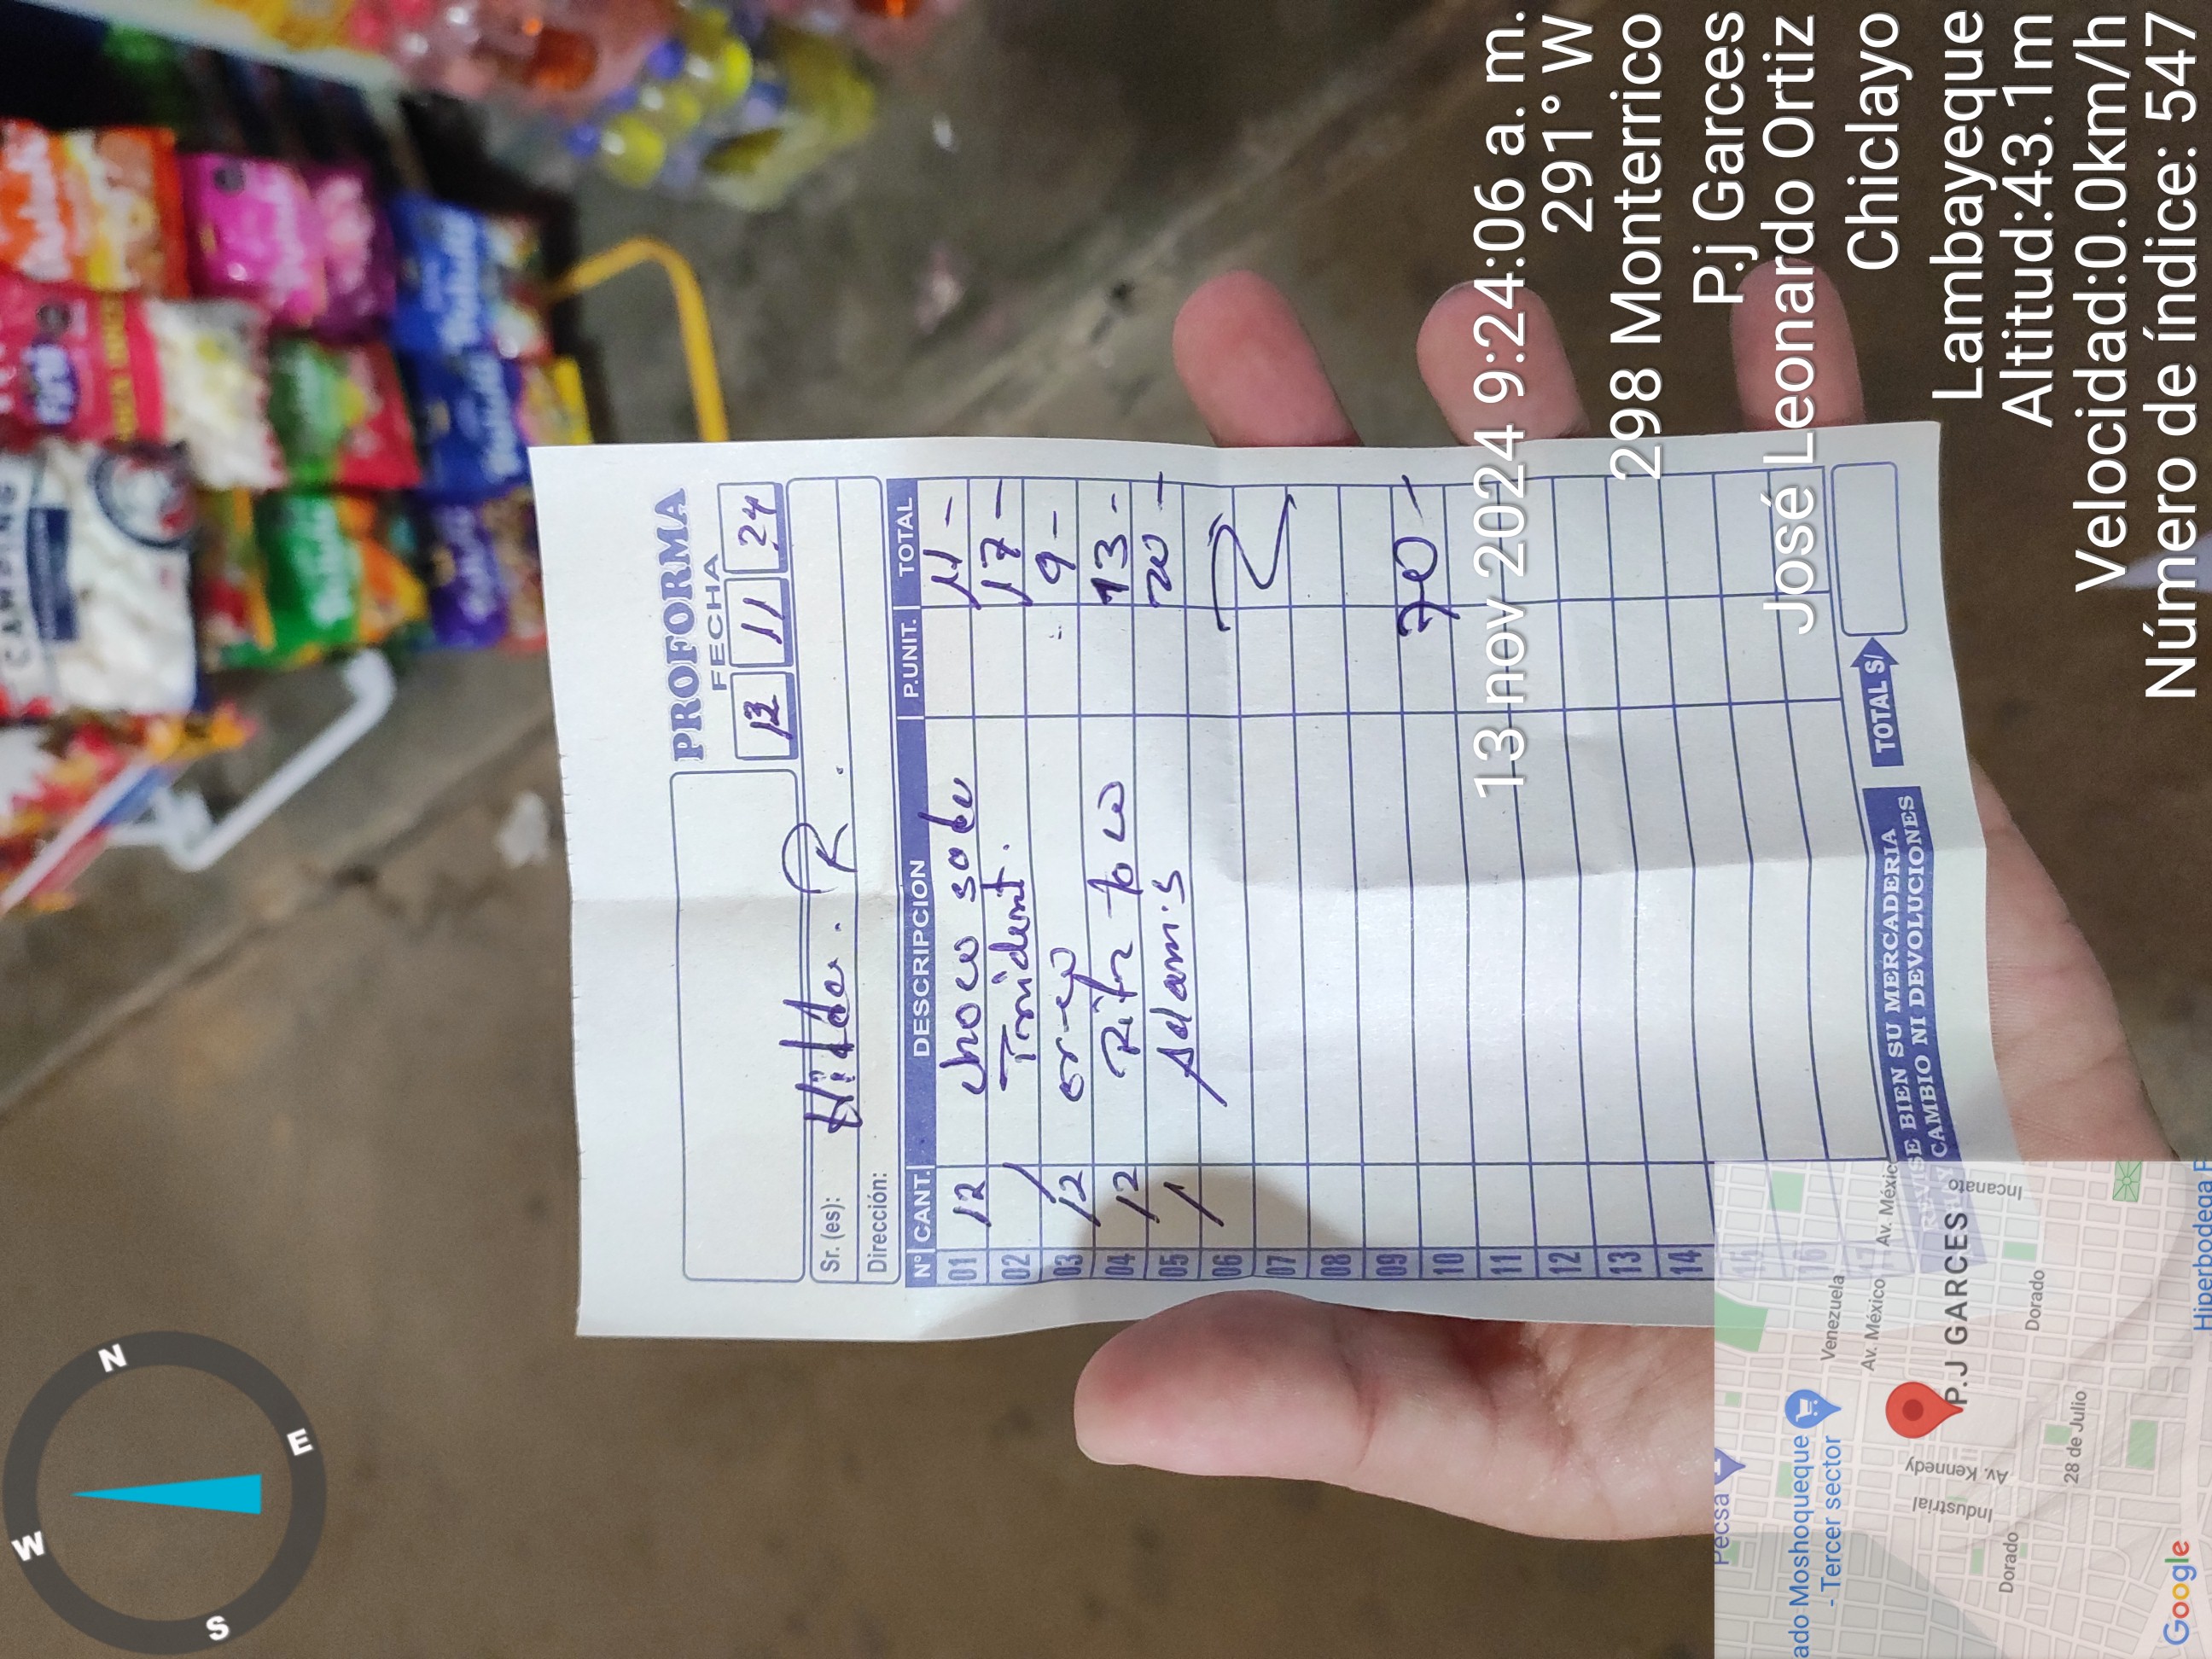 W
N
S
E
CAMPING
Fini
PROFORMA
FECHA
13 11 24
Sr. (es): Hilda. R.
Dirección:
N° CANT. DESCRIPCION P.UNIT. TOTAL
01 12 choco soda 11 -
02 1 Trident. 17 -
03 12 oreo 9 -
04 12 Ritz taco 13 -
05 1 Adam's 20 -
06
07
08
09
10 70 -
11
12
13
14
15
16
17
REVISE BIEN SU MERCADERIA
HAY CAMBIO NI DEVOLUCIONES
TOTAL S/
13 nov 2024 9:24:06 a. m.
291° W
298 Monterrico
P.j Garces
José Leonardo Ortiz
Chiclayo
Lambayeque
Altitud:43.1m
Velocidad:0.0km/h
Número de índice: 547
Pecsa
ado Moshoqueque
- Tercer sector
Venezuela
Av. México
Av. Méxic
Industrial
Av. Kennedy
P.J GARCES
Incanato
Dorado
Dorado
28 de Julio
Google
Hiperbodega P